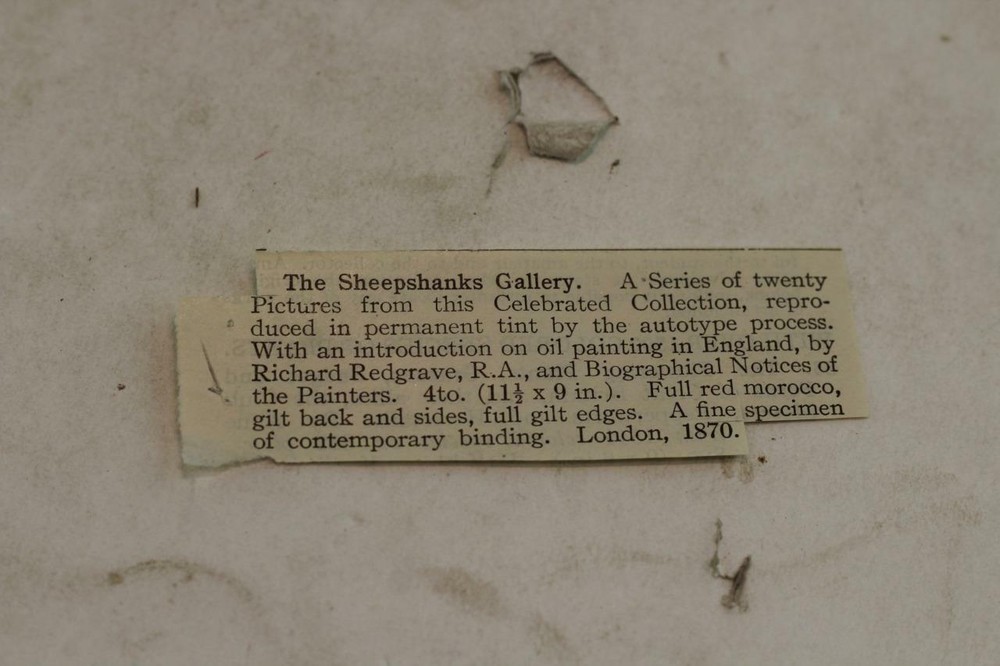 The Sheepshanks Gallery. A Series of twenty
Pictures from this Celebrated Collection, repro-
duced in permanent tint by the autotype process.
With an introduction on oil painting in England, by
Richard Redgrave, R.A., and Biographical Notices of
the Painters. 4to. (11½ x 9 in.). Full red morocco,
gilt back and sides, full gilt edges. A fine specimen
of contemporary binding. London, 1870.